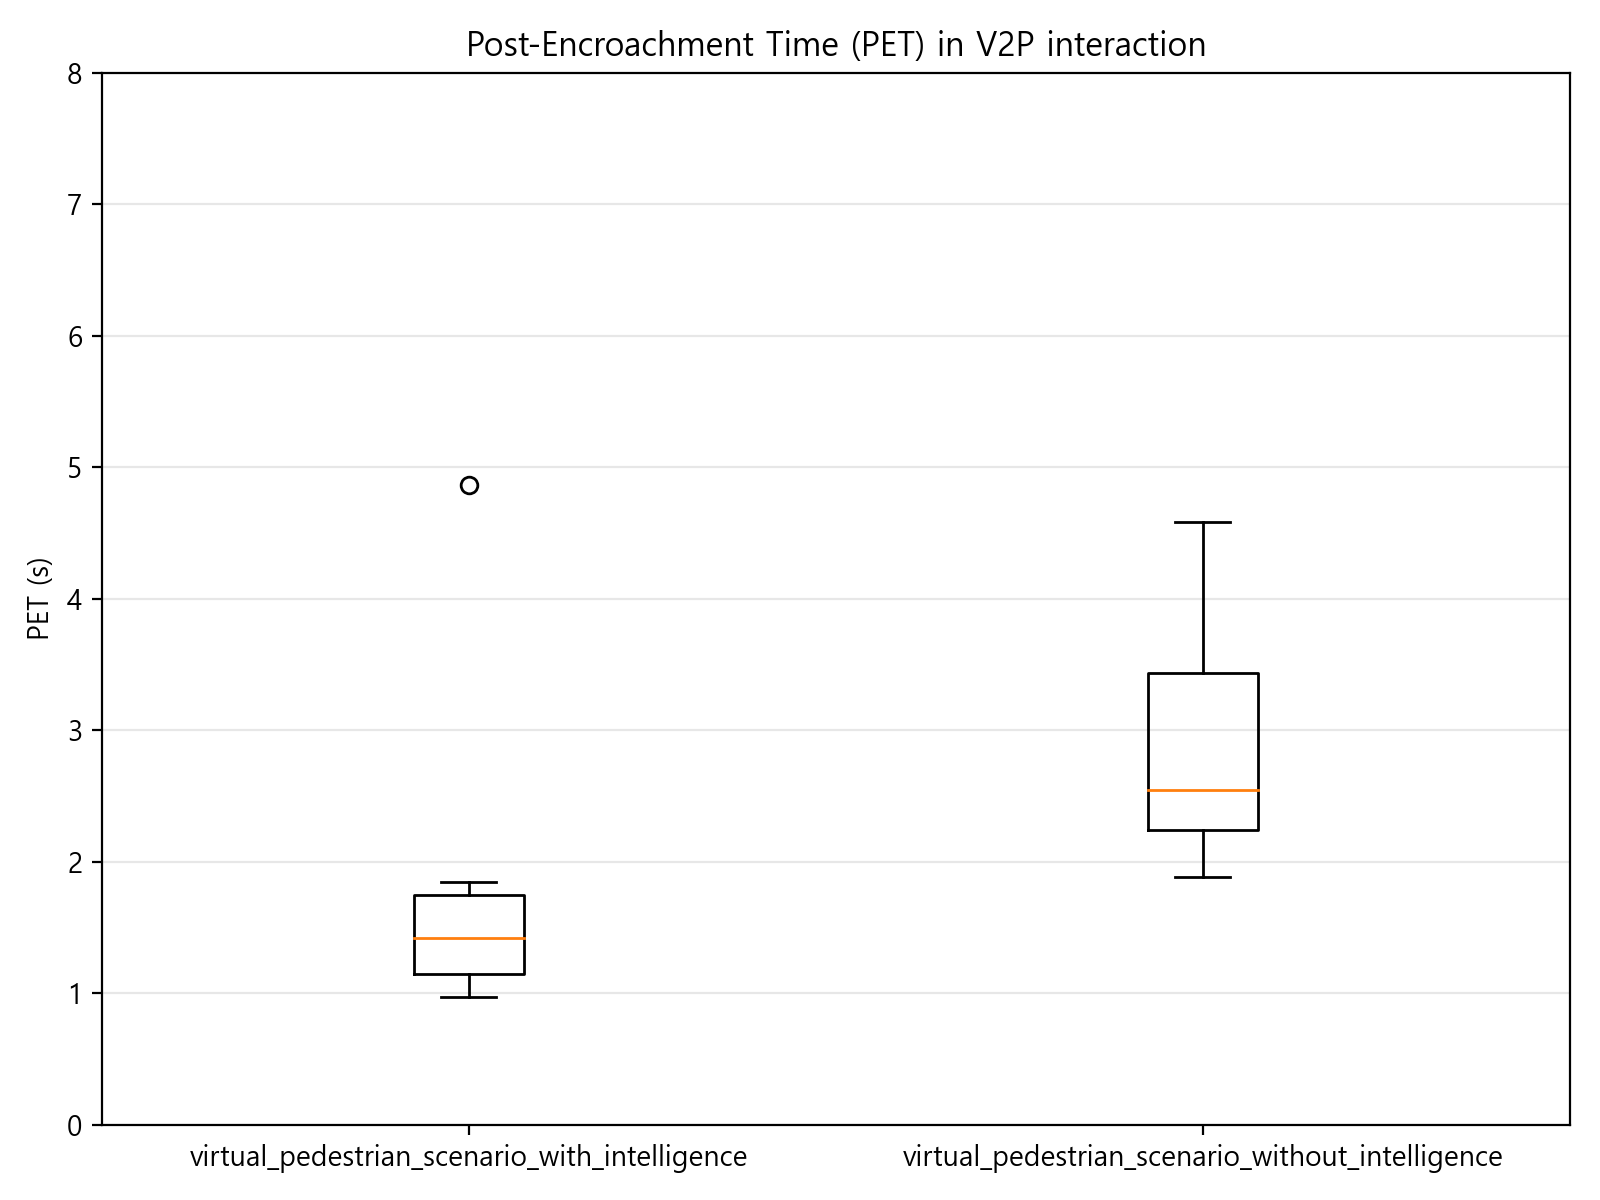 Post-Encroachment Time (PET) in V2P interaction
8
7
6
5
4
3
2
1
0
PET (s)
virtual_pedestrian_scenario_with_intelligence
virtual_pedestrian_scenario_without_intelligence